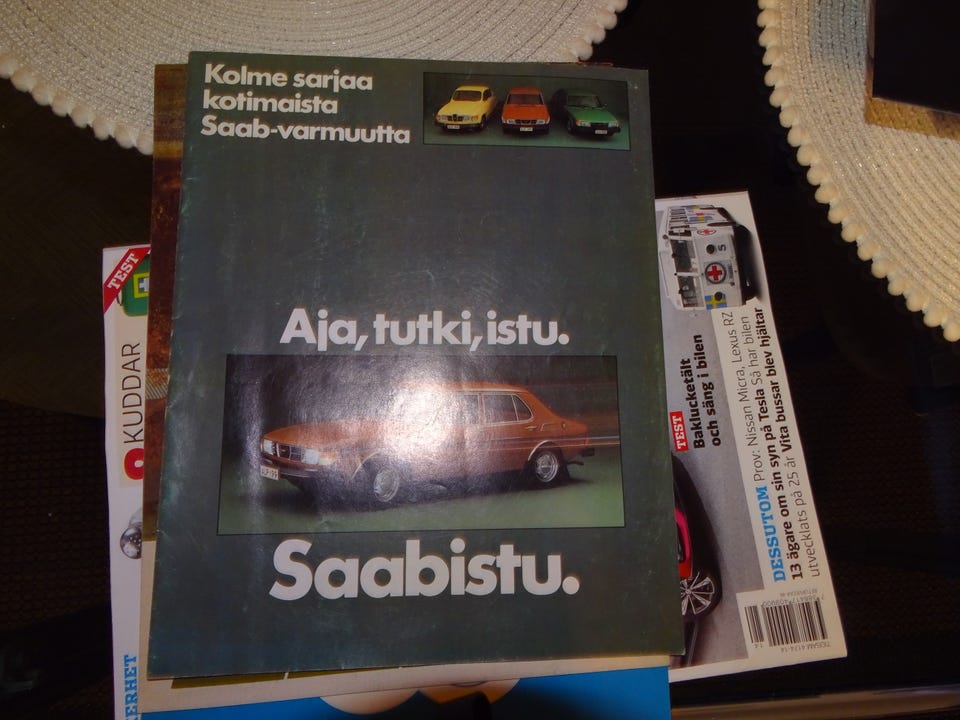 Kolme sarjaa
kotimaista
Saab-varmuutta
Aja, tutki, istu.
Saabistu.
TEST
KUDDAR
ERHET
TEST
Baklucketält
och säng i bilen
DESSUTOM Prov: Nissan Micra, Lexus RZ
13 ägare om sin syn på Tesla Så har bilen
utvecklats på 25 år Vita bussar blev hjältar
5